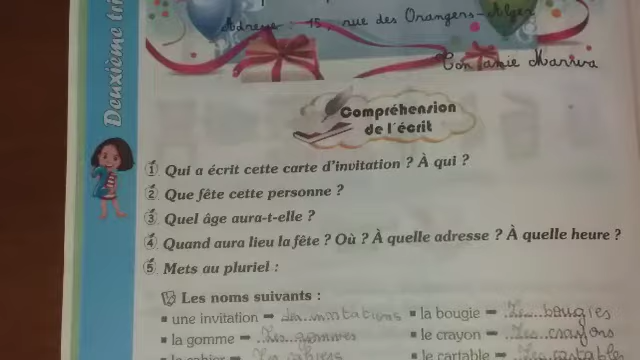 Deuxième tri
Adresse : 15, rue des Orangers-Alger
Ton amie Marwa
Compréhension
de l'écrit
1 Qui a écrit cette carte d'invitation ? À qui ?
2 Que fête cette personne ?
3 Quel âge aura-t-elle ?
4 Quand aura lieu la fête ? Où ? À quelle adresse ? À quelle heure ?
5 Mets au pluriel :
Les noms suivants :
une invitation = des invitations
la bougie = Les bougies
la gomme = Les gommes
le crayon = Les crayons
le cahier = Les cahiers
le cartable = Les cartable